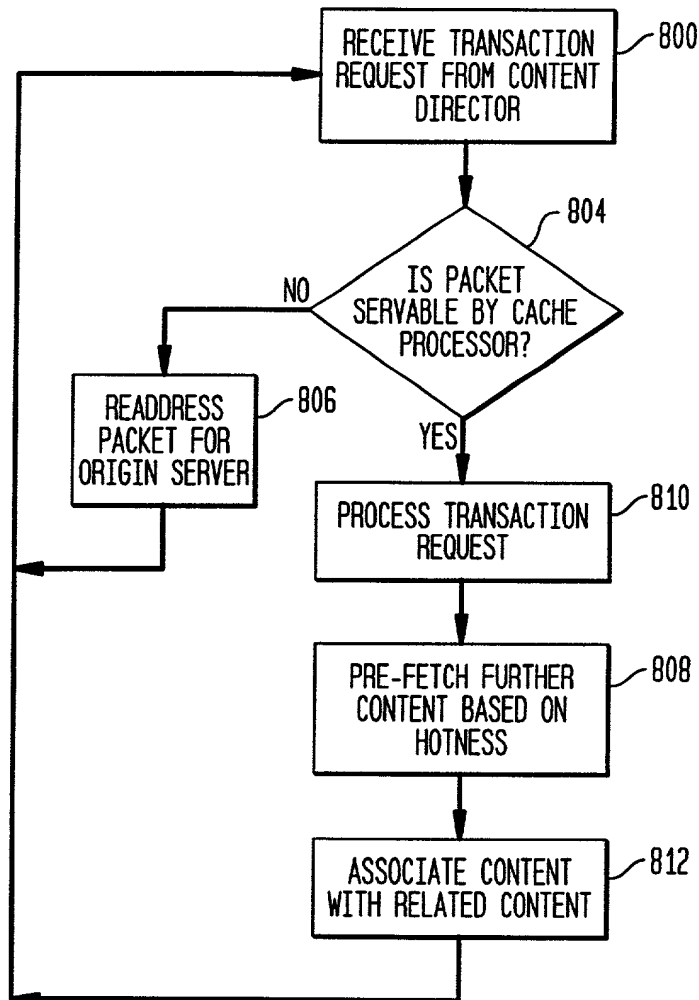 RECEIVE TRANSACTION
REQUEST FROM CONTENT
DIRECTOR
800
804
IS PACKET
SERVABLE BY CACHE
PROCESSOR?
NO
READDRESS
PACKET FOR
ORIGIN SERVER
806
YES
PROCESS TRANSACTION
REQUEST
810
PRE-FETCH FURTHER
CONTENT BASED ON
HOTNESS
808
ASSOCIATE CONTENT
WITH RELATED CONTENT
812